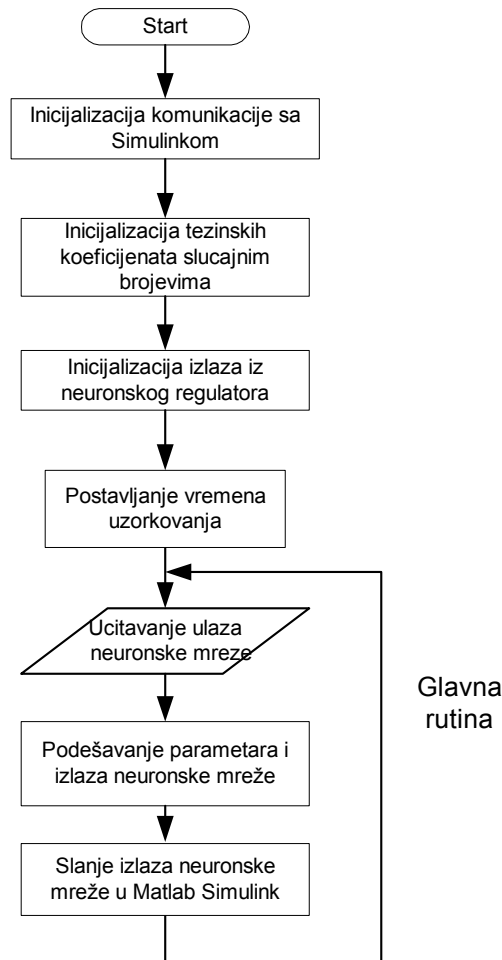 Start
Inicijalizacija komunikacije sa
Simulinkom
Inicijalizacija tezinskih
koeficijenata slucajnim
brojevima
Inicijalizacija izlaza iz
neuronskog regulatora
Postavljanje vremena
uzorkovanja
Ucitavanje ulaza
neuronske mreze
Glavna
rutina
Podešavanje parametara i
izlaza neuronske mreže
Slanje izlaza neuronske
mreže u Matlab Simulink